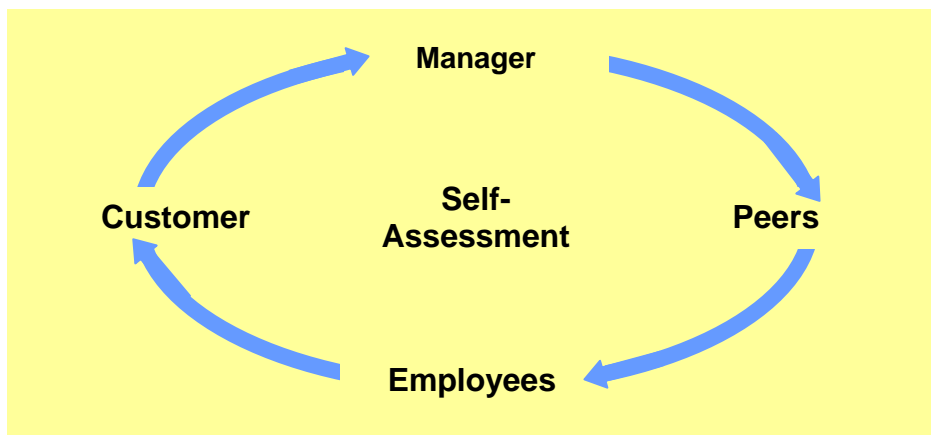 Manager
Customer
Self-
Assessment
Peers
Employees